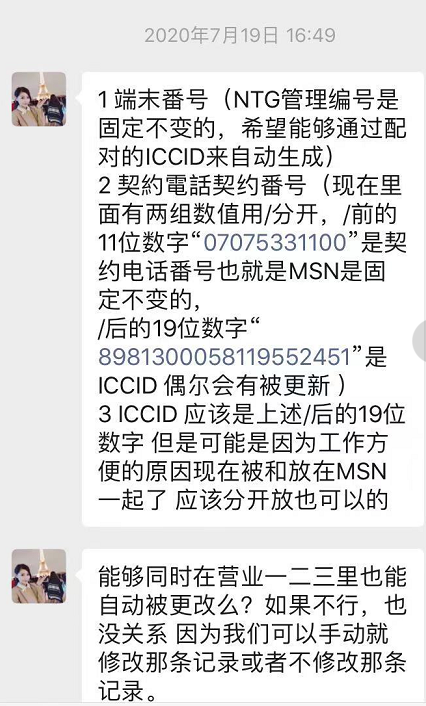 2020年7月19日 16:49
1 端末番号（NTG管理编号是
固定不变的，希望能够通过配
对的ICCID来自动生成）
2 契約電話契约番号（现在里
面有两组数值用/分开，/前的
11位数字“07075331100”是契
约电话番号也就是MSN是固
定不变的，
/后的19位数字“
8981300058119552451”是
ICCID 偶尔会有被更新 ）
3 ICCID 应该是上述/后的19位
数字 但是可能是因为工作方
便的原因现在被和放在MSN
一起了 应该分开放也可以的
能够同时在营业一二三里也能
自动被更改么？如果不行，也
没关系 因为我们可以手动就
修改那条记录或者不修改那条
记录。